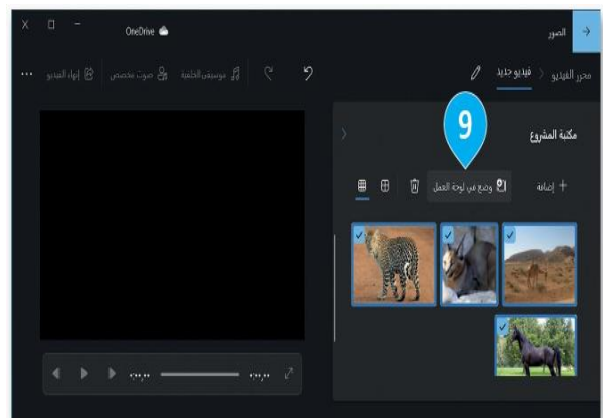 الصور
OneDrive
محرر الفيديو > فيديو جديد
موسيقى الخلفية
صوت مخصص
إنهاء الفيديو
...
9
مكتبة المشروع
+ إضافة
وضع في لوحة العمل